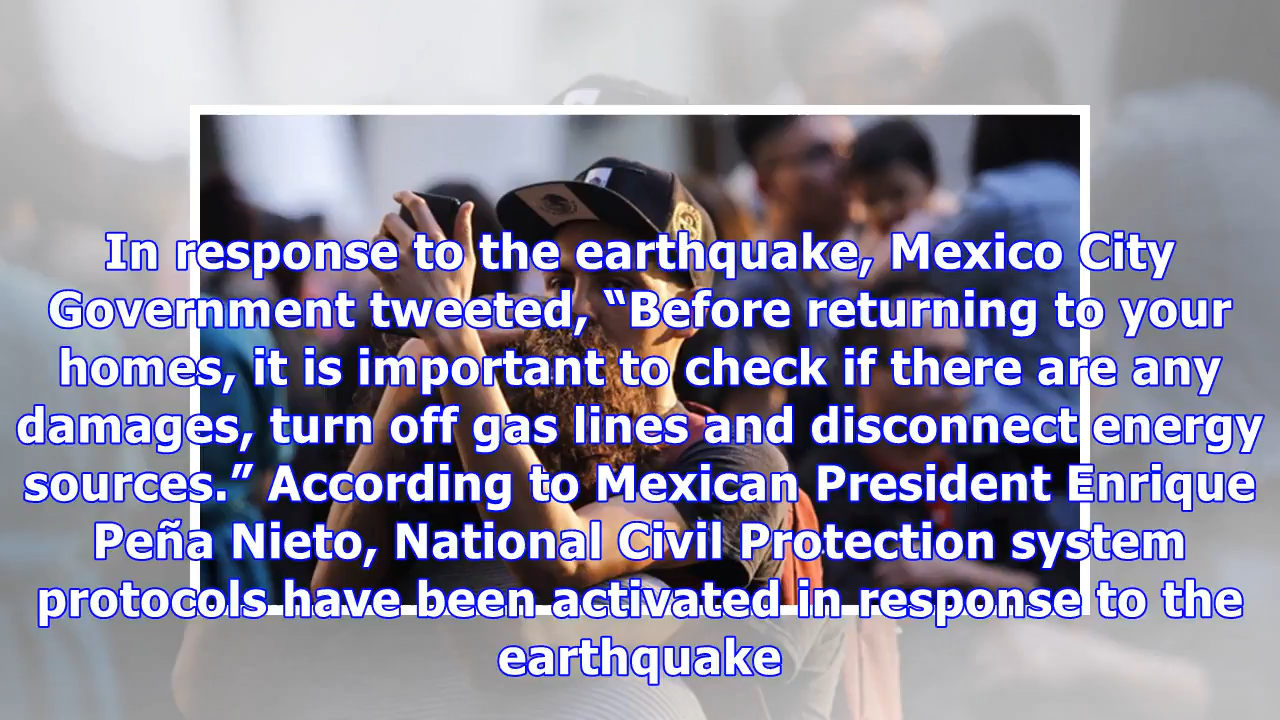 In response to the earthquake, Mexico City
Government tweeted, “Before returning to your
homes, it is important to check if there are any
damages, turn off gas lines and disconnect energy
sources.” According to Mexican President Enrique
Peña Nieto, National Civil Protection system
protocols have been activated in response to the
earthquake